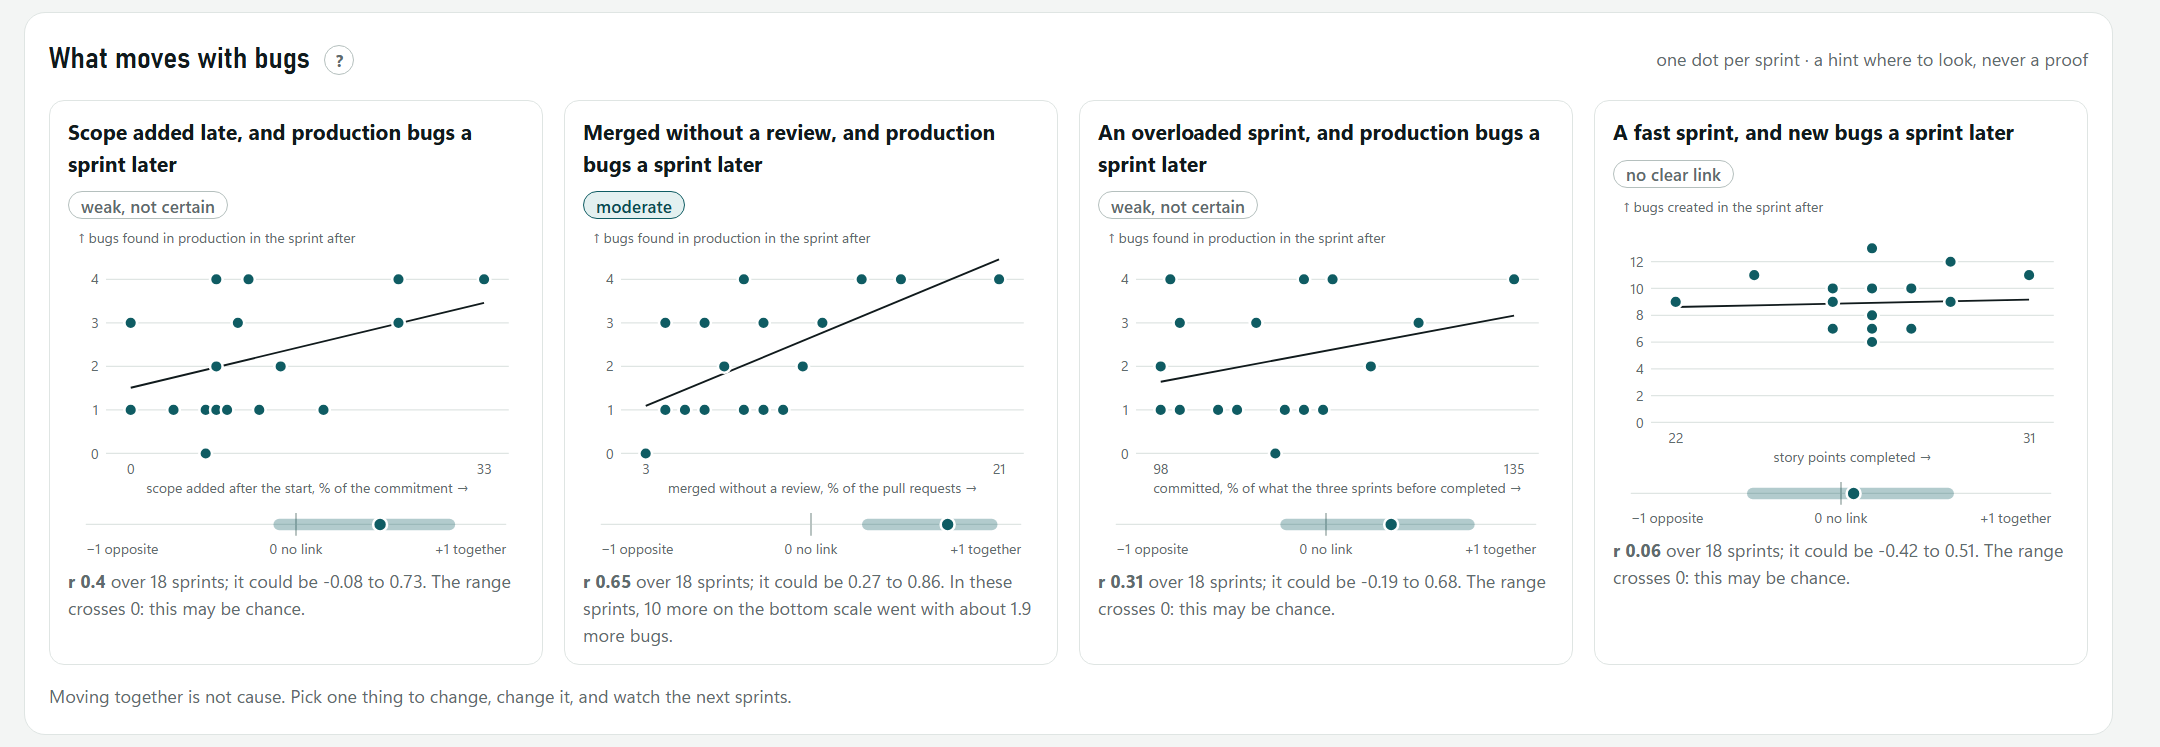 What moves with bugs ?
one dot per sprint · a hint where to look, never a proof
Scope added late, and production bugs a
sprint later
weak, not certain
↑ bugs found in production in the sprint after
4
3
2
1
0
0 33
scope added after the start, % of the commitment →
−1 opposite 0 no link +1 together
r 0.4 over 18 sprints; it could be -0.08 to 0.73. The range
crosses 0: this may be chance.
Merged without a review, and production
bugs a sprint later
moderate
↑ bugs found in production in the sprint after
4
3
2
1
0
3 21
merged without a review, % of the pull requests →
−1 opposite 0 no link +1 together
r 0.65 over 18 sprints; it could be 0.27 to 0.86. In these
sprints, 10 more on the bottom scale went with about 1.9
more bugs.
An overloaded sprint, and production bugs a
sprint later
weak, not certain
↑ bugs found in production in the sprint after
4
3
2
1
0
98 135
committed, % of what the three sprints before completed →
−1 opposite 0 no link +1 together
r 0.31 over 18 sprints; it could be -0.19 to 0.68. The range
crosses 0: this may be chance.
A fast sprint, and new bugs a sprint later
no clear link
↑ bugs created in the sprint after
12
10
8
6
4
2
0
22 31
story points completed →
−1 opposite 0 no link +1 together
r 0.06 over 18 sprints; it could be -0.42 to 0.51. The range
crosses 0: this may be chance.
Moving together is not cause. Pick one thing to change, change it, and watch the next sprints.